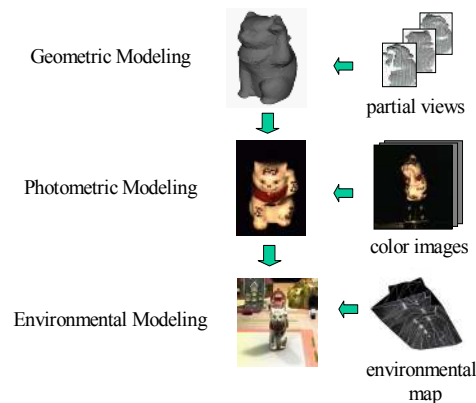 Geometric Modeling
partial views
Photometric Modeling
color images
Environmental Modeling
environmental
map